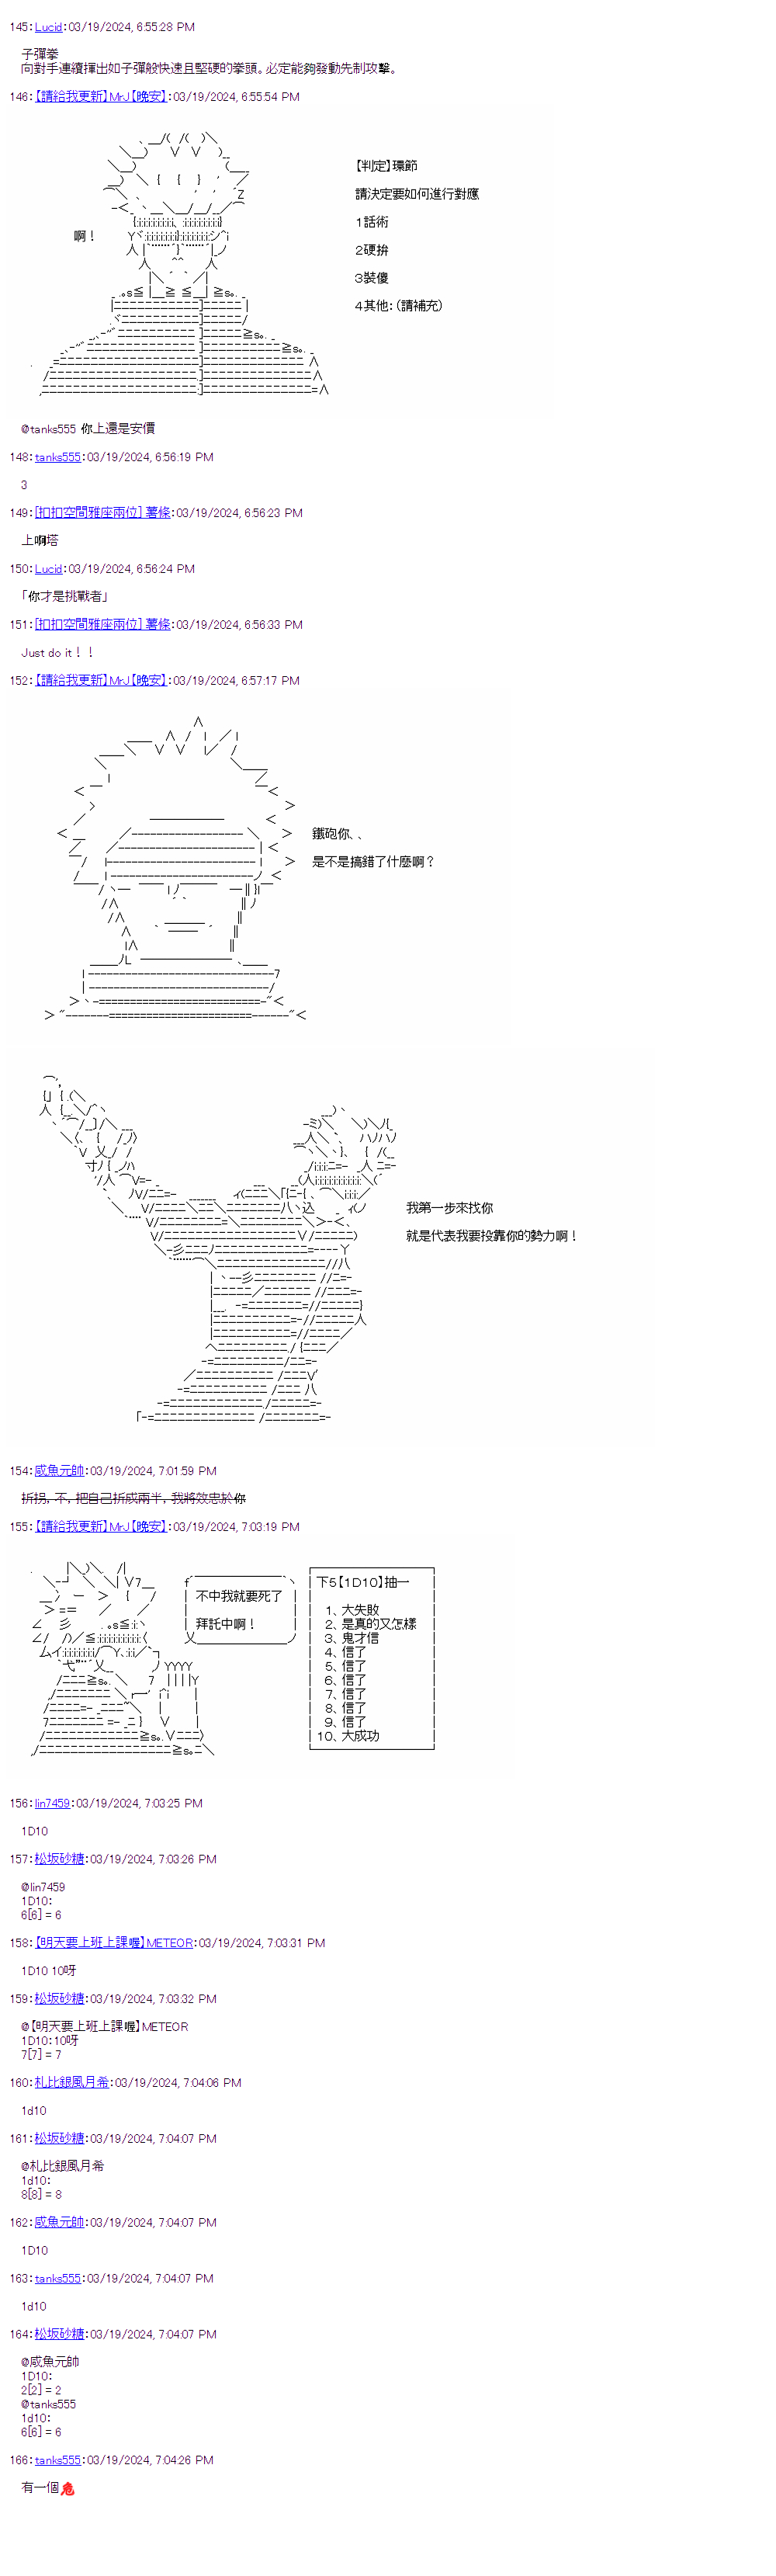 145：Lucid：03/19/2024, 6:55:28 PM
子彈拳
向對手連續揮出如子彈般快速且堅硬的拳頭。必定能夠發動先制攻擊。
146：【請給我更新】MrJ【晚安】：03/19/2024, 6:55:54 PM
【判定】環節
請決定要如何進行對應
1話術
啊！
2硬拚
3裝傻
4其他：（請補充）
@tanks555 你上還是安價
148：tanks555：03/19/2024, 6:56:19 PM
3
149：[扣扣空間雅座兩位] 薯條：03/19/2024, 6:56:23 PM
上啊塔
150：Lucid：03/19/2024, 6:56:24 PM
「你才是挑戰者」
151：[扣扣空間雅座兩位] 薯條：03/19/2024, 6:56:33 PM
Just do it！！
152：【請給我更新】MrJ【晚安】：03/19/2024, 6:57:17 PM
鐵砲你、、
是不是搞錯了什麼啊？
我第一步來找你
就是代表我要投靠你的勢力啊！
154：咸魚元帥：03/19/2024, 7:01:59 PM
折拐，不，把自己折成兩半，我將效忠於你
155：【請給我更新】MrJ【晚安】：03/19/2024, 7:03:19 PM
不中我就要死了
拜託中啊！
下5【1D10】抽一
1、大失敗
2、是真的又怎樣
3、鬼才信
4、信了
5、信了
6、信了
7、信了
8、信了
9、信了
10、大成功
156：lin7459：03/19/2024, 7:03:25 PM
1D10
157：松坂砂糖：03/19/2024, 7:03:26 PM
@lin7459
1D10：
6[6] = 6
158：【明天要上班上課喔】METEOR：03/19/2024, 7:03:31 PM
1D10 10呀
159：松坂砂糖：03/19/2024, 7:03:32 PM
@【明天要上班上課喔】METEOR
1D10：10呀
7[7] = 7
160：札比銀風月希：03/19/2024, 7:04:06 PM
1d10
161：松坂砂糖：03/19/2024, 7:04:07 PM
@札比銀風月希
1d10：
8[8] = 8
162：咸魚元帥：03/19/2024, 7:04:07 PM
1D10
163：tanks555：03/19/2024, 7:04:07 PM
1d10
164：松坂砂糖：03/19/2024, 7:04:07 PM
@咸魚元帥
1D10：
2[2] = 2
@tanks555
1d10：
6[6] = 6
166：tanks555：03/19/2024, 7:04:26 PM
有一個危